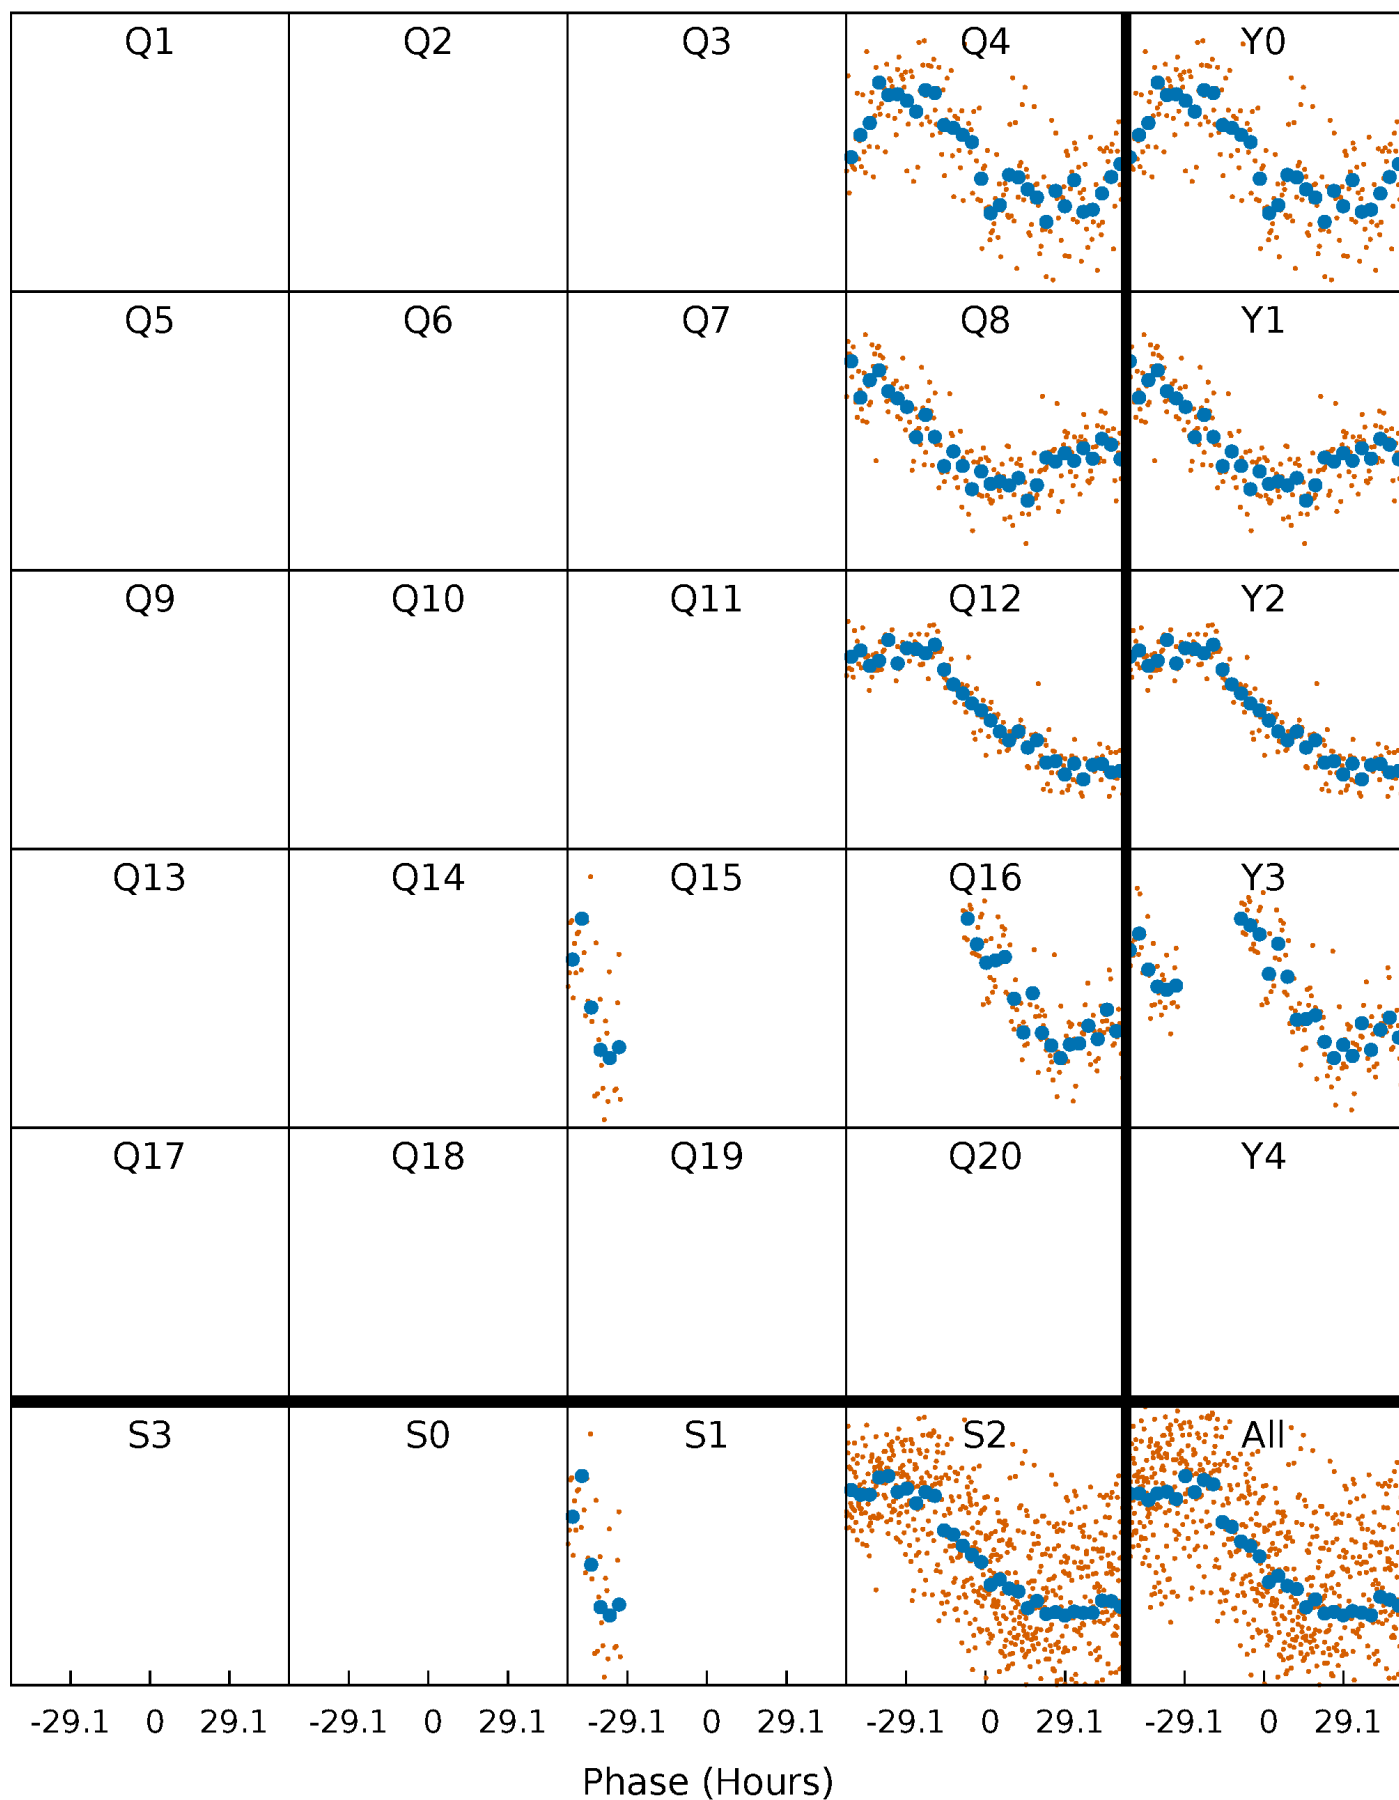 Q1 Q2 Q3 Q4 Y0
Q5 Q6 Q7 Q8 Y1
Q9 Q10 Q11 Q12 Y2
Q13 Q14 Q15 Q16 Y3
Q17 Q18 Q19 Q20 Y4
S3 S0 S1 S2 All
-29.1 0 29.1 -29.1 0 29.1 -29.1 0 29.1 -29.1 0 29.1 -29.1 0 29.1
Phase (Hours)